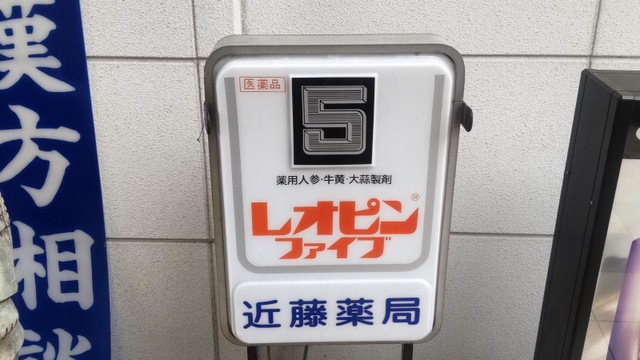 漢方相談
医薬品
5
薬用人参・牛黄・大蒜製剤
レオピン
ファイブ
近藤薬局